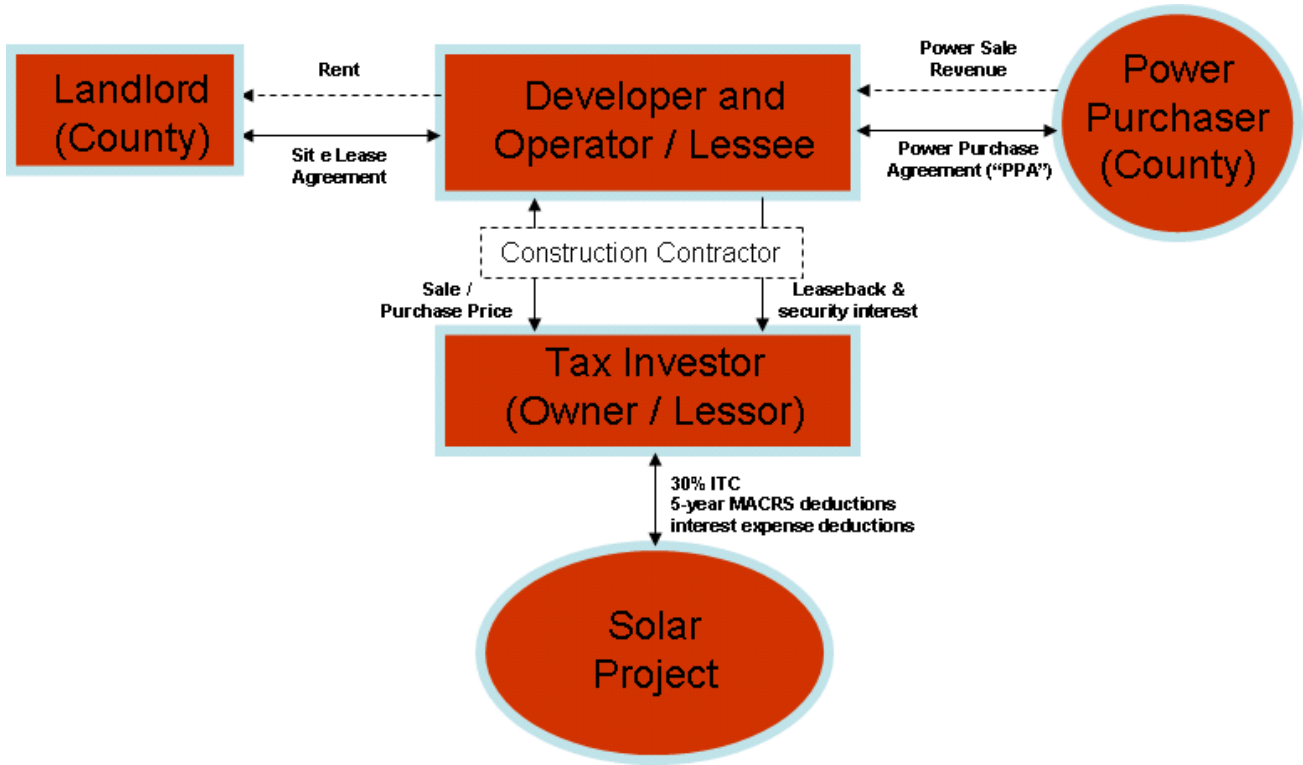 Landlord
(County)
Rent
Sit e Lease
Agreement
Developer and
Operator / Lessee
Power Sale
Revenue
Power Purchase
Agreement (“PPA”)
Power
Purchaser
(County)
Construction Contractor
Sale /
Purchase Price
Leaseback &
security interest
Tax Investor
(Owner / Lessor)
30% ITC
5-year MACRS deductions
interest expense deductions
Solar
Project